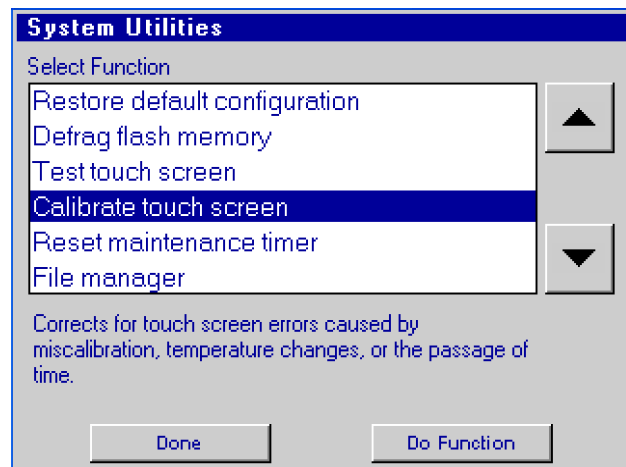 System Utilities
Select Function
Restore default configuration
Defrag flash memory
Test touch screen
Calibrate touch screen
Reset maintenance timer
File manager
Corrects for touch screen errors caused by
miscalibration, temperature changes, or the passage of
time.
Done
Do Function